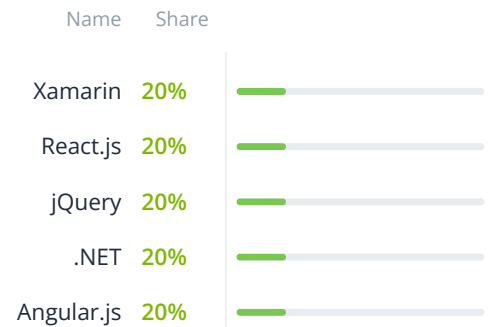 Name Share
Xamarin 20%
React.js 20%
jQuery 20%
.NET 20%
Angular.js 20%